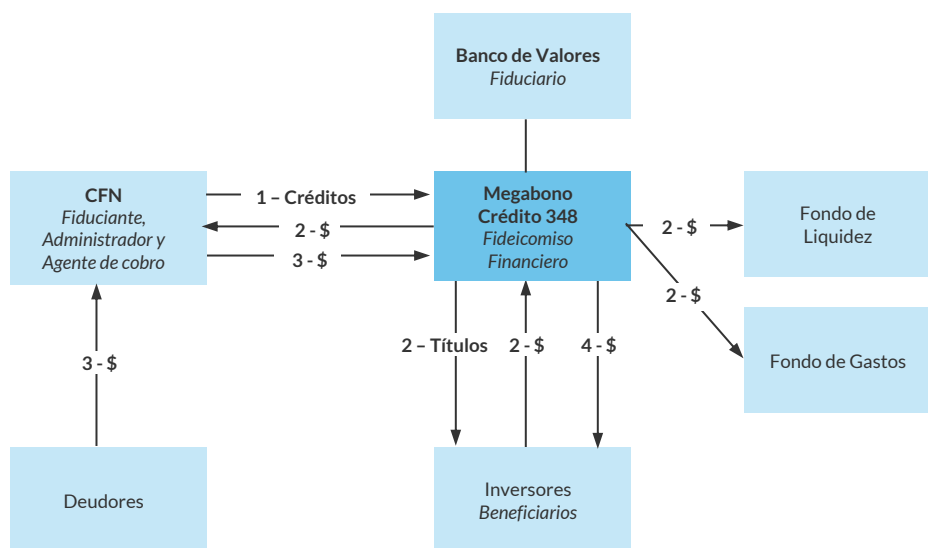 Banco de Valores
Fiduciario
CFN
Fiduciante,
Administrador y
Agente de cobro
1 – Créditos
2 - $
3 - $
Megabono
Crédito 348
Fideicomiso
Financiero
2 - $
Fondo de
Liquidez
2 - $
Fondo de Gastos
3 - $
2 – Títulos
2 - $
4 - $
Deudores
Inversores
Beneficiarios